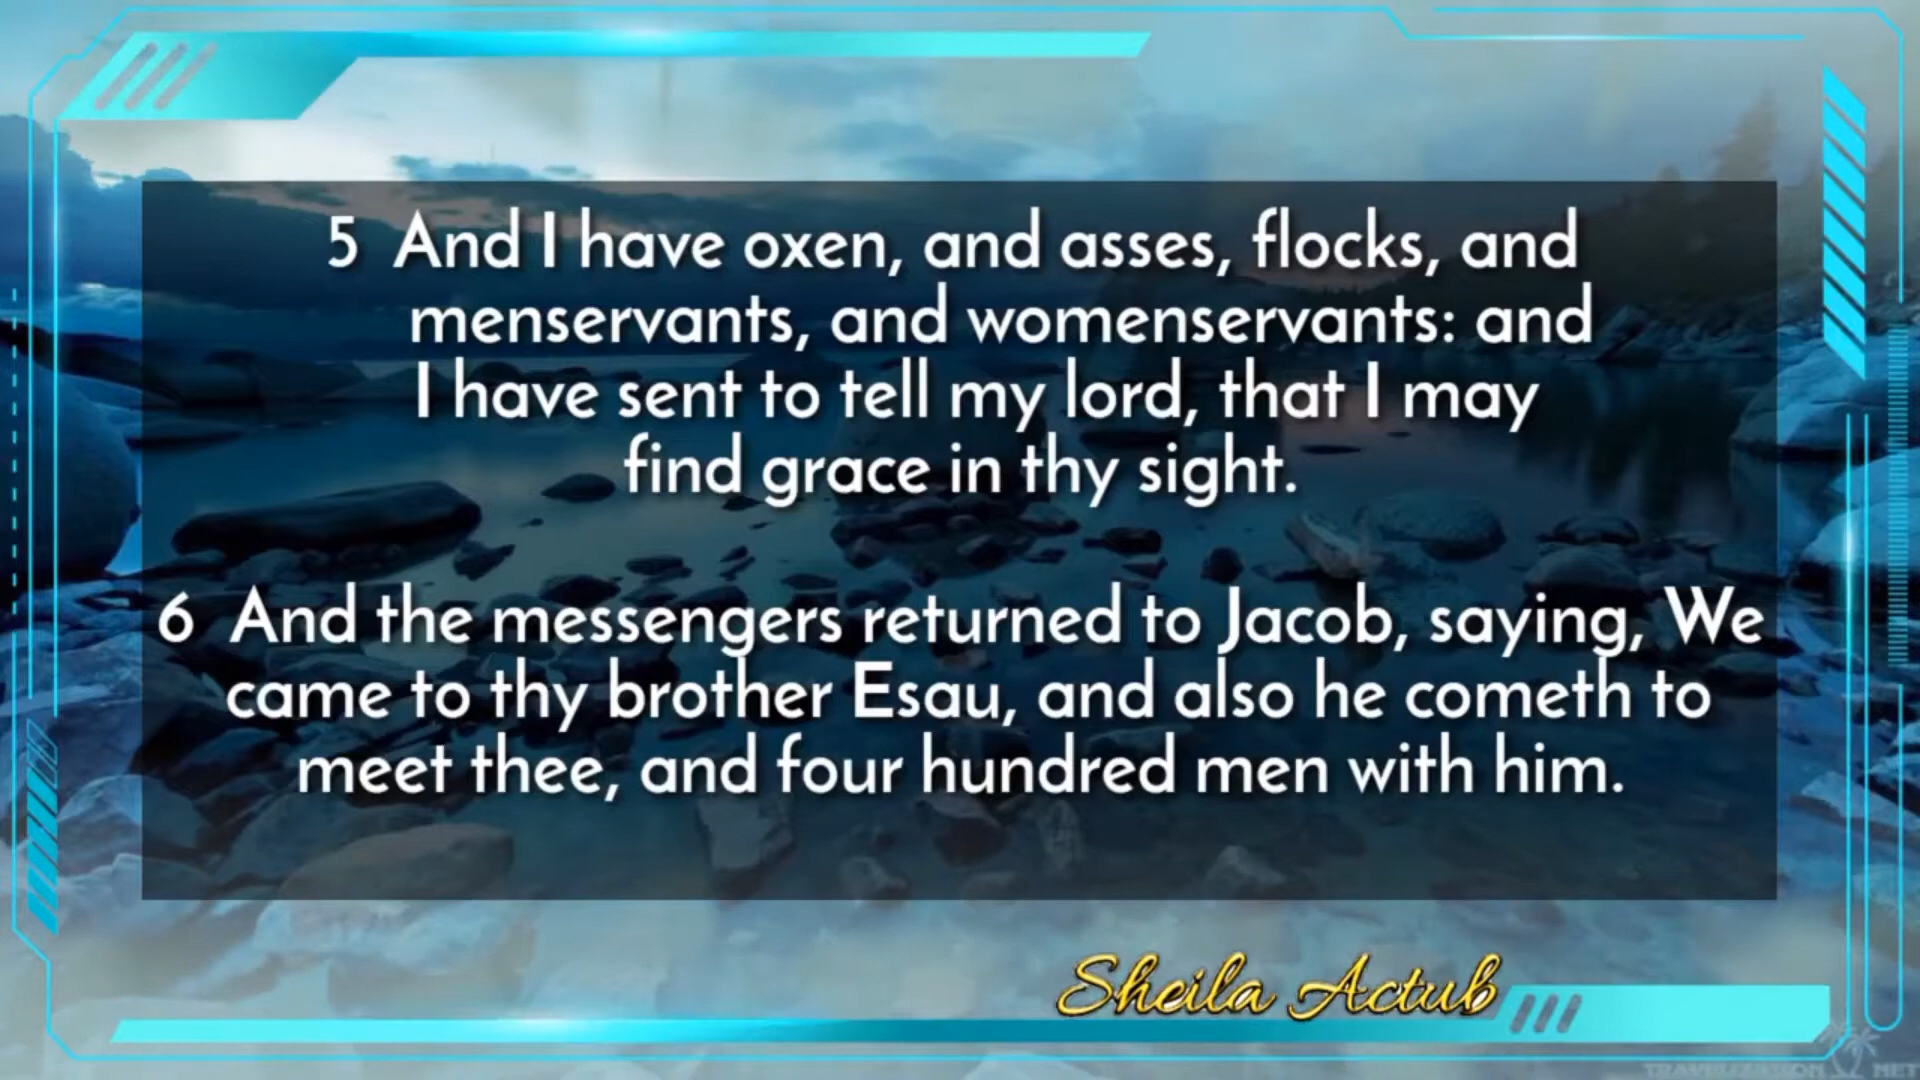 5 And I have oxen, and asses, flocks, and
menservants, and womenservants: and
I have sent to tell my lord, that I may
find grace in thy sight.
6 And the messengers returned to Jacob, saying, We
came to thy brother Esau, and also he cometh to
meet thee, and four hundred men with him.
Sheila Actub